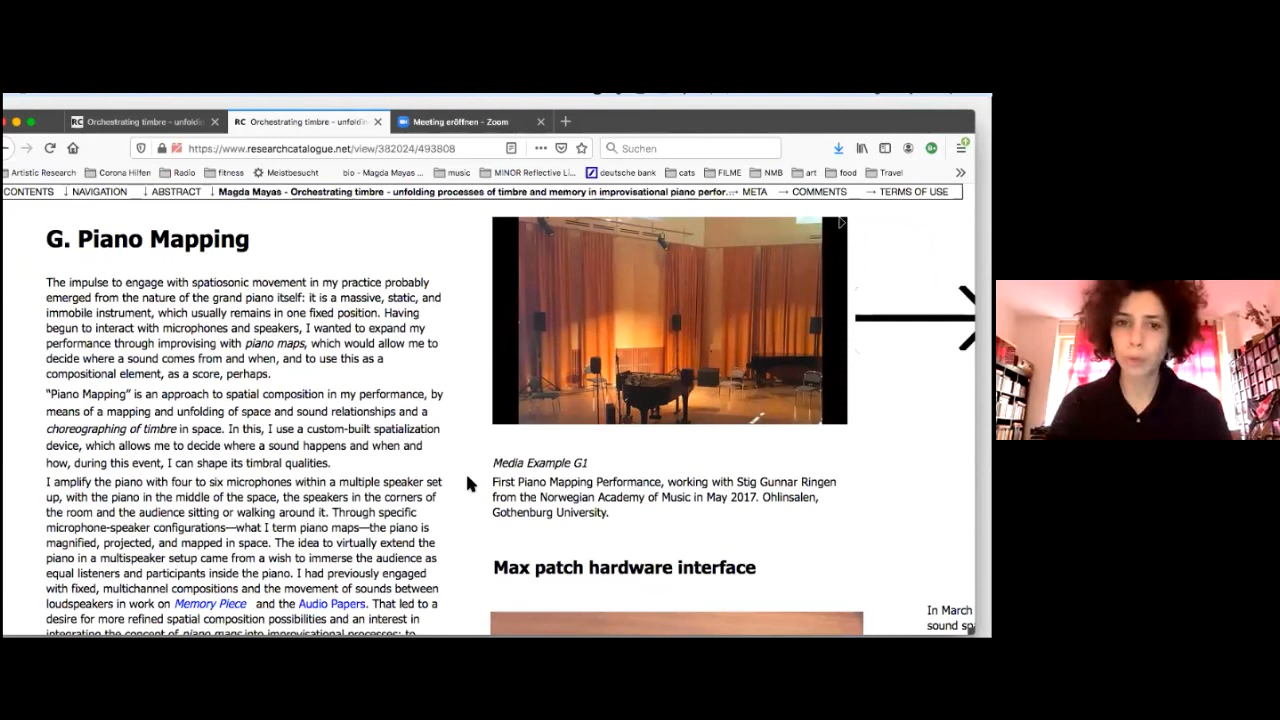 Orchestrating timbre - unfoldin
Orchestrating timbre - unfoldin
Meeting eröffnen - Zoom
https://www.researchcatalogue.net/view/382024/493808
Suchen
Artistic Research
Corona Hilfen
Radio
fitness
Meistbesucht
bio - Magda Mayas ...
music
MINOR Reflective Li...
deutsche bank
cats
FILME
NMB
art
food
Travel
CONTENTS ↓ NAVIGATION ↓ ABSTRACT ↓ Magda Mayas - Orchestrating timbre - unfolding processes of timbre and memory in improvisational piano perfor... → META → COMMENTS → TERMS OF USE
G. Piano Mapping
The impulse to engage with spatiosonic movement in my practice probably
emerged from the nature of the grand piano itself: it is a massive, static, and
immobile instrument, which usually remains in one fixed position. Having
begun to interact with microphones and speakers, I wanted to expand my
performance through improvising with piano maps, which would allow me to
decide where a sound comes from and when, and to use this as a
compositional element, as a score, perhaps.
"Piano Mapping" is an approach to spatial composition in my performance, by
means of a mapping and unfolding of space and sound relationships and a
choreographing of timbre in space. In this, I use a custom-built spatialization
device, which allows me to decide where a sound happens and when and
how, during this event, I can shape its timbral qualities.
I amplify the piano with four to six microphones within a multiple speaker set
up, with the piano in the middle of the space, the speakers in the corners of
the room and the audience sitting or walking around it. Through specific
microphone-speaker configurations—what I term piano maps—the piano is
magnified, projected, and mapped in space. The idea to virtually extend the
piano in a multispeaker setup came from a wish to immerse the audience as
equal listeners and participants inside the piano. I had previously engaged
with fixed, multichannel compositions and the movement of sounds between
loudspeakers in work on Memory Piece and the Audio Papers. That led to a
desire for more refined spatial composition possibilities and an interest in
integrating the concept of piano maps into improvisational processes: to
Media Example G1
First Piano Mapping Performance, working with Stig Gunnar Ringen
from the Norwegian Academy of Music in May 2017. Ohlinsalen,
Gothenburg University.
Max patch hardware interface
In March
sound sp